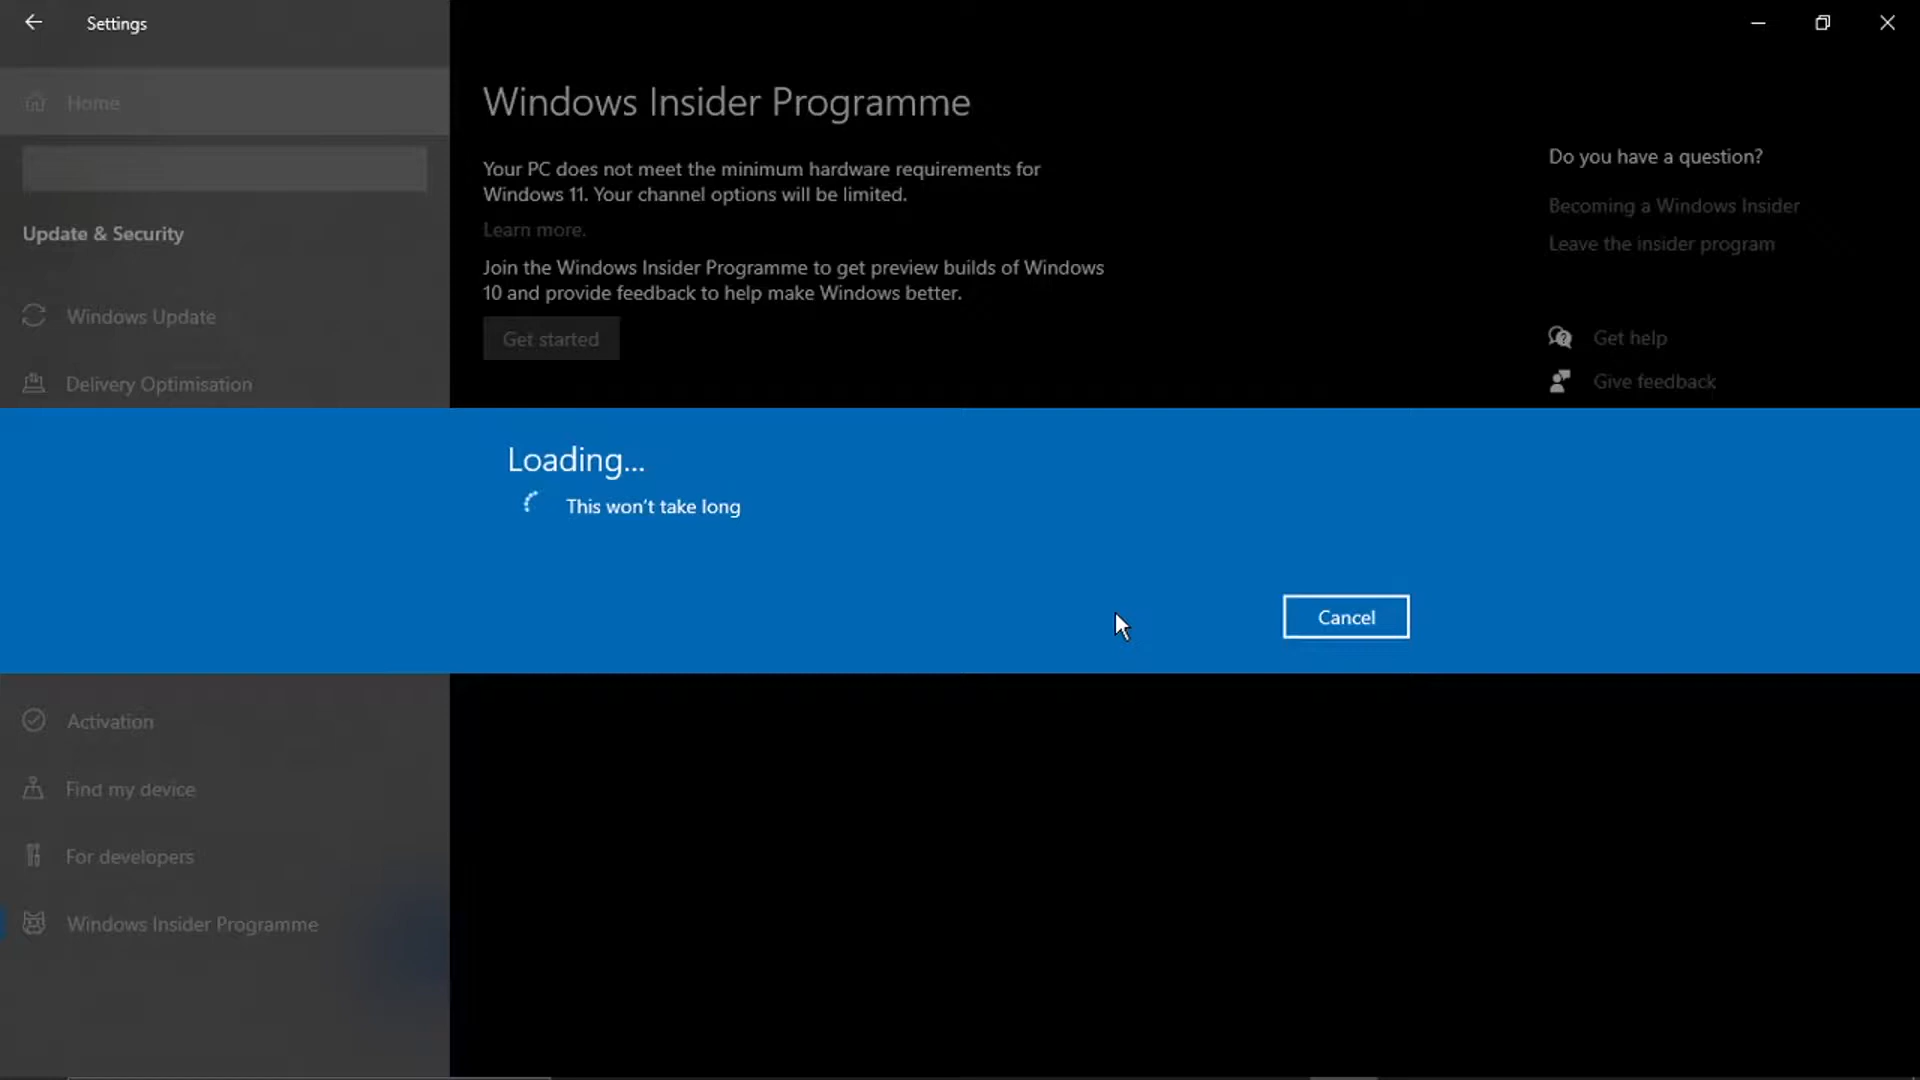 Settings
Home
Update & Security
Windows Update
Delivery Optimisation
Windows Insider Programme
Your PC does not meet the minimum hardware requirements for
Windows 11. Your channel options will be limited.
Learn more.
Join the Windows Insider Programme to get preview builds of Windows
10 and provide feedback to help make Windows better.
Get started
Do you have a question?
Becoming a Windows Insider
Leave the insider program
Get help
Give feedback
Loading...
This won't take long
Cancel
Activation
Find my device
For developers
Windows Insider Programme